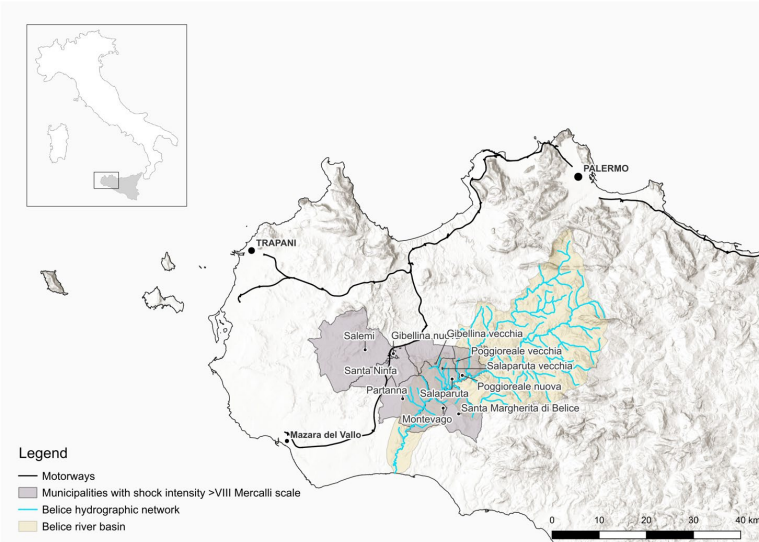 PALERMO
TRAPANI
Salemi
Gibellina nuova
Gibellina vecchia
Poggioreale vecchia
Santa Ninfa
Salaparuta vecchia
Poggioreale nuova
Partanna
Salaparuta
Santa Margherita di Belice
Montevago
Mazara del Vallo
Legend
Motorways
Municipalities with shock intensity >VIII Mercalli scale
Belice hydrographic network
Belice river basin
0 10 20 30 40 km